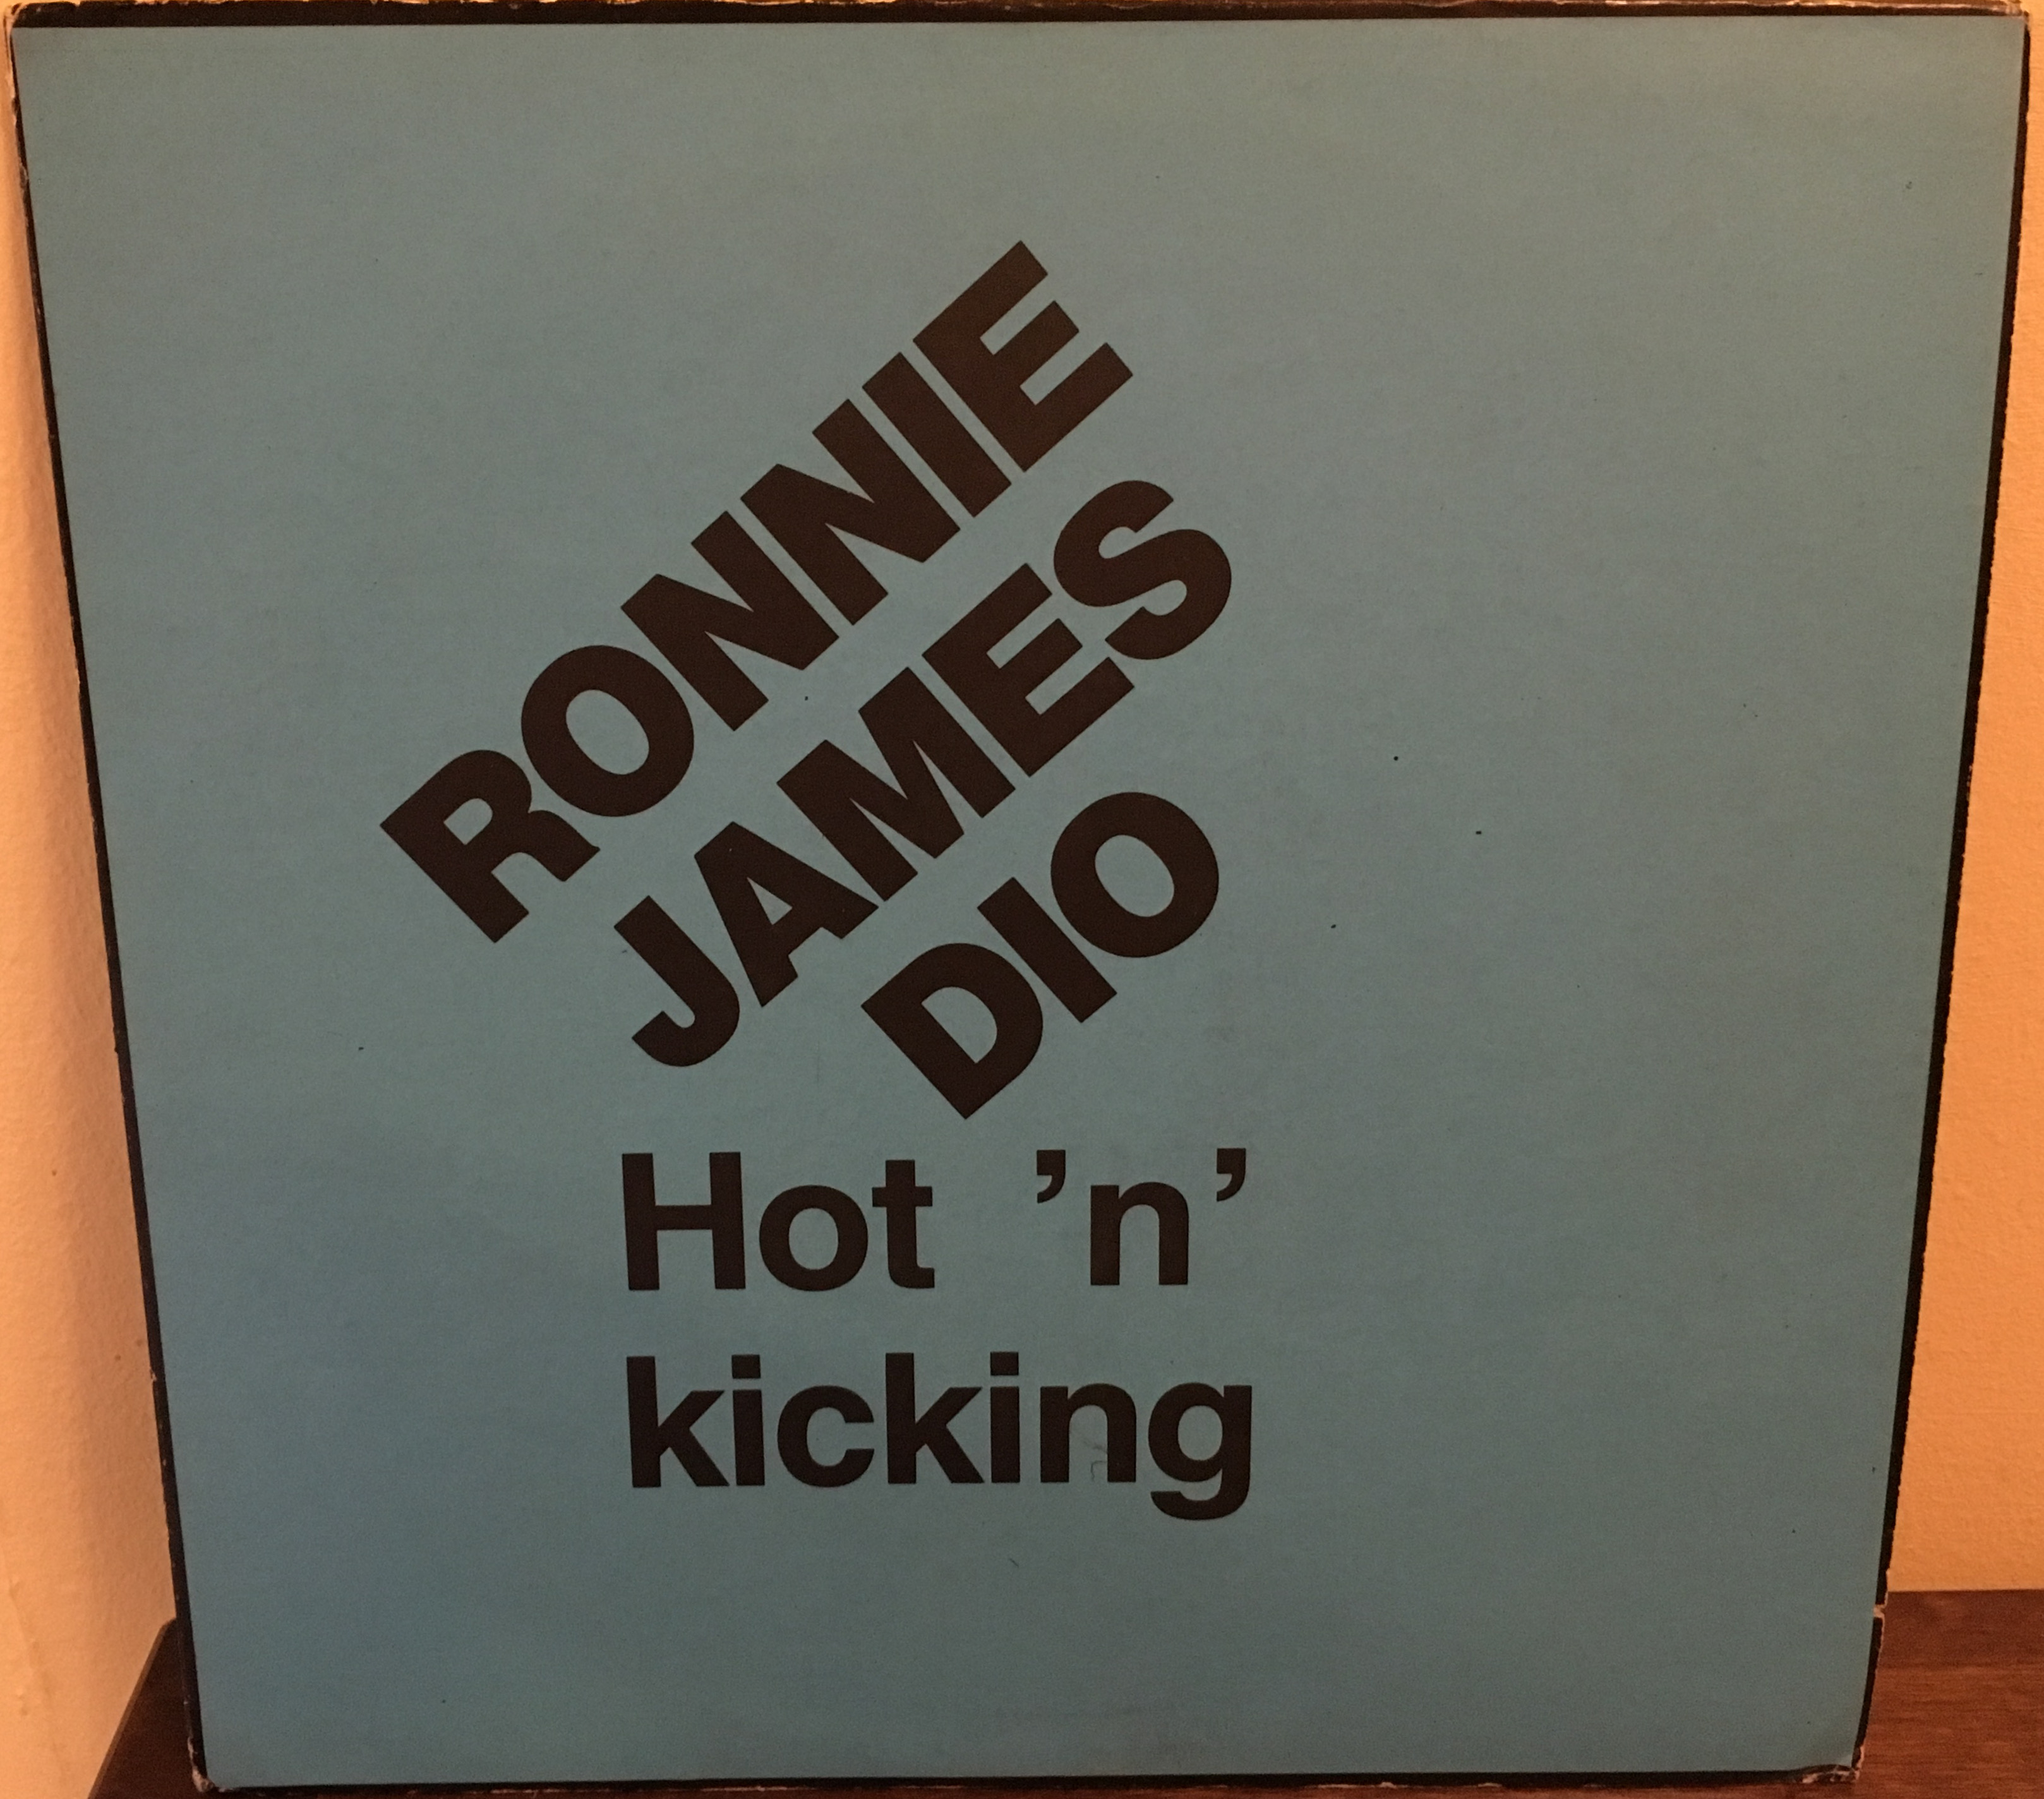 RONNIE
JAMES
DIO
Hot ’n’
kicking